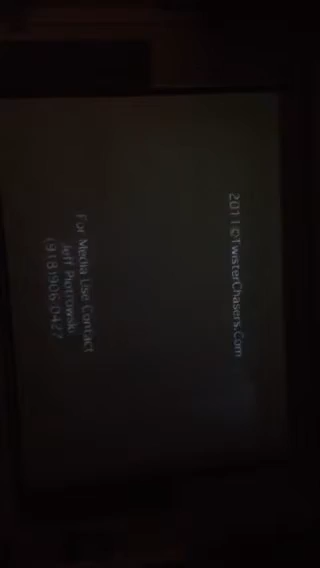 2011©TwisterChasers.Com
For Media Use Contact
Jeff Piotrowski
(918)906 0427